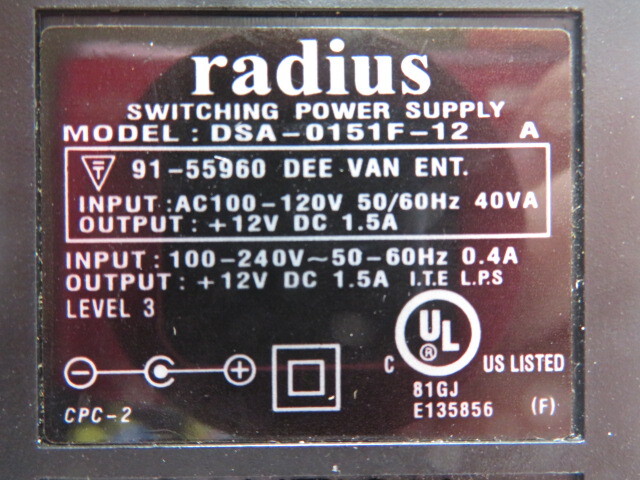 radius
SWITCHING POWER SUPPLY
MODEL : DSA-0151F-12 A
T 91-55960 DEE VAN ENT.
INPUT :AC100-120V 50/60Hz 40VA
OUTPUT : +12V DC 1.5A
INPUT : 100-240V~50-60Hz 0.4A
OUTPUT : +12V DC 1.5A I.T.E L.P.S
LEVEL 3
C UL ® US LISTED
81GJ
E135856 (F)
CPC-2